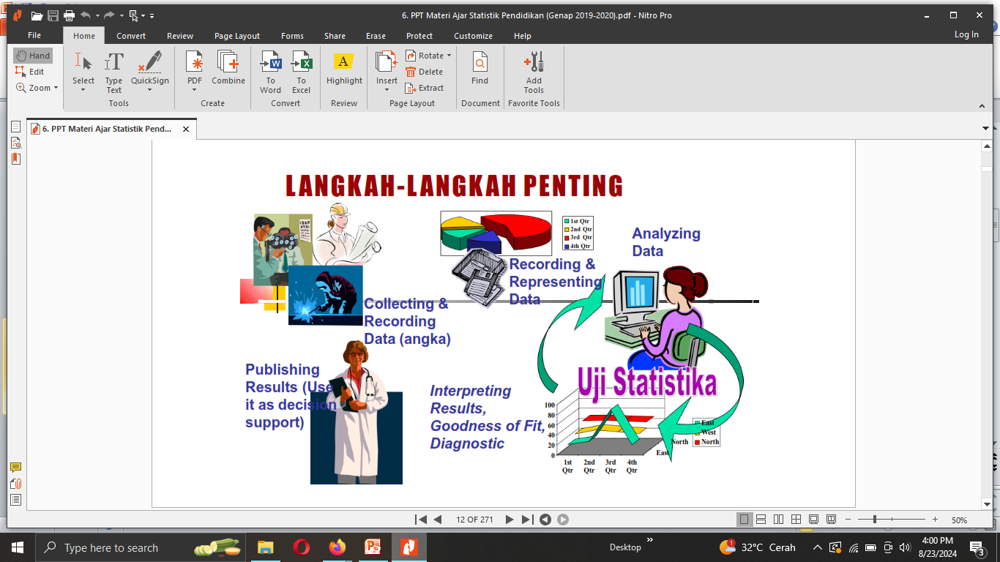 6. PPT Materi Ajar Statistik Pendidikan (Genap 2019-2020).pdf - Nitro Pro
File Home Convert Review Page Layout Forms Share Erase Protect Customize Help Log In
Hand
Edit
Zoom
Select
Type Text
QuickSign
Tools
PDF
Combine
Create
To Word
To Excel
Convert
Highlight
Review
Insert
Rotate
Delete
Extract
Page Layout
Find
Document
Add Tools
Favorite Tools
6. PPT Materi Ajar Statistik Pend...
LANGKAH-LANGKAH PENTING
1st Qtr
2nd Qtr
3rd Qtr
4th Qtr
Analyzing
Data
Recording &
Representing
Data
Collecting &
Recording
Data (angka)
Publishing
Results (Use
it as decision
support)
Interpreting
Results,
Goodness of Fit,
Diagnostic
Uji Statistika
100
80
60
40
20
0
1st Qtr
2nd Qtr
3rd Qtr
4th Qtr
East
North
East
West
North
12 OF 271
50%
Type here to search
Desktop
32°C Cerah
4:00 PM
8/23/2024
3